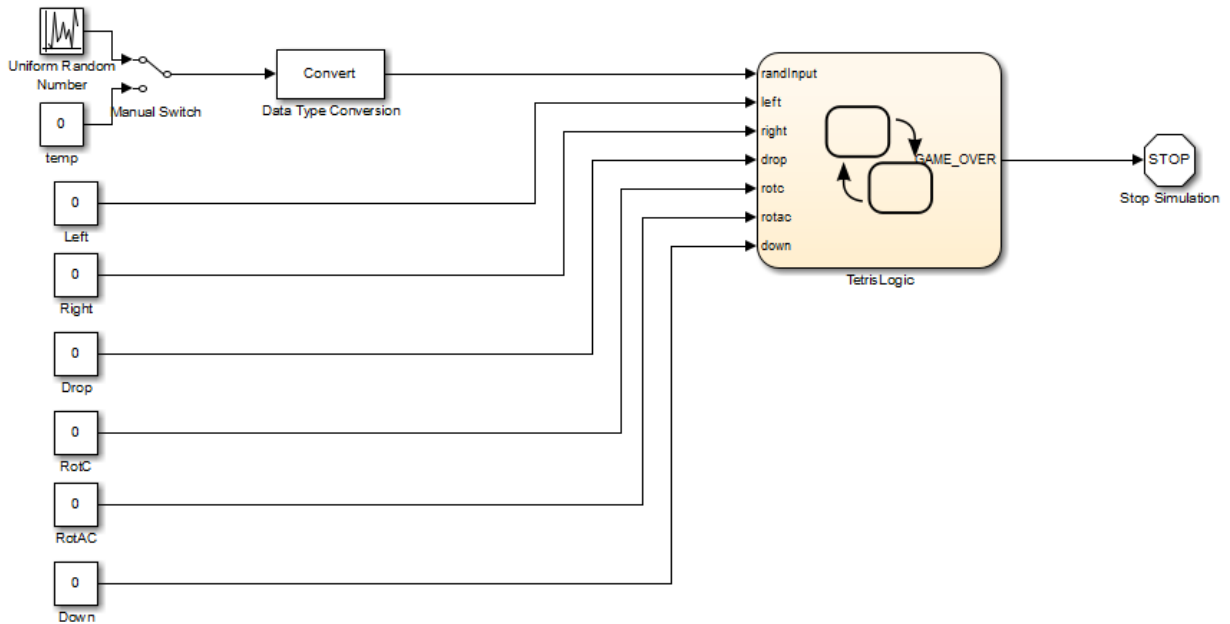 Uniform Random
Number
0
temp
Manual Switch
Convert
Data Type Conversion
0
Left
0
Right
0
Drop
0
RotC
0
RotAC
0
Down
randInput
left
right
drop
rotc
rotac
down
GAME_OVER
TetrisLogic
STOP
Stop Simulation